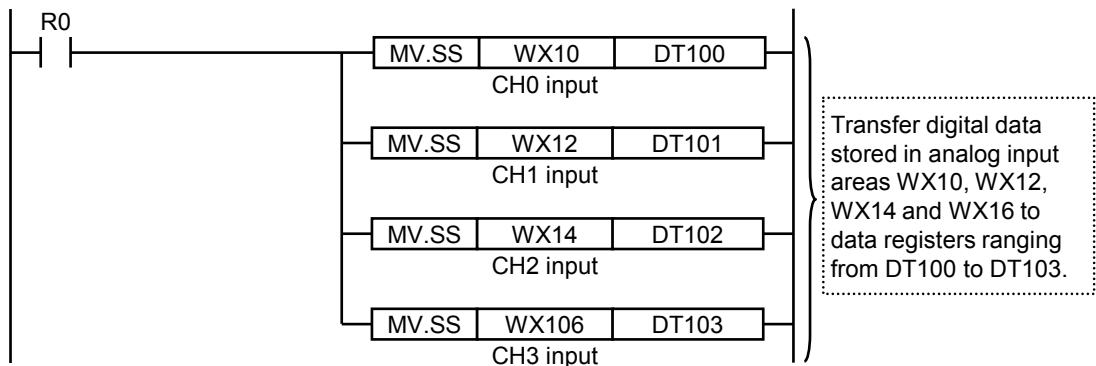 R0
MV.SS WX10 DT100
CH0 input
MV.SS WX12 DT101
CH1 input
MV.SS WX14 DT102
CH2 input
MV.SS WX106 DT103
CH3 input
Transfer digital data
stored in analog input
areas WX10, WX12,
WX14 and WX16 to
data registers ranging
from DT100 to DT103.